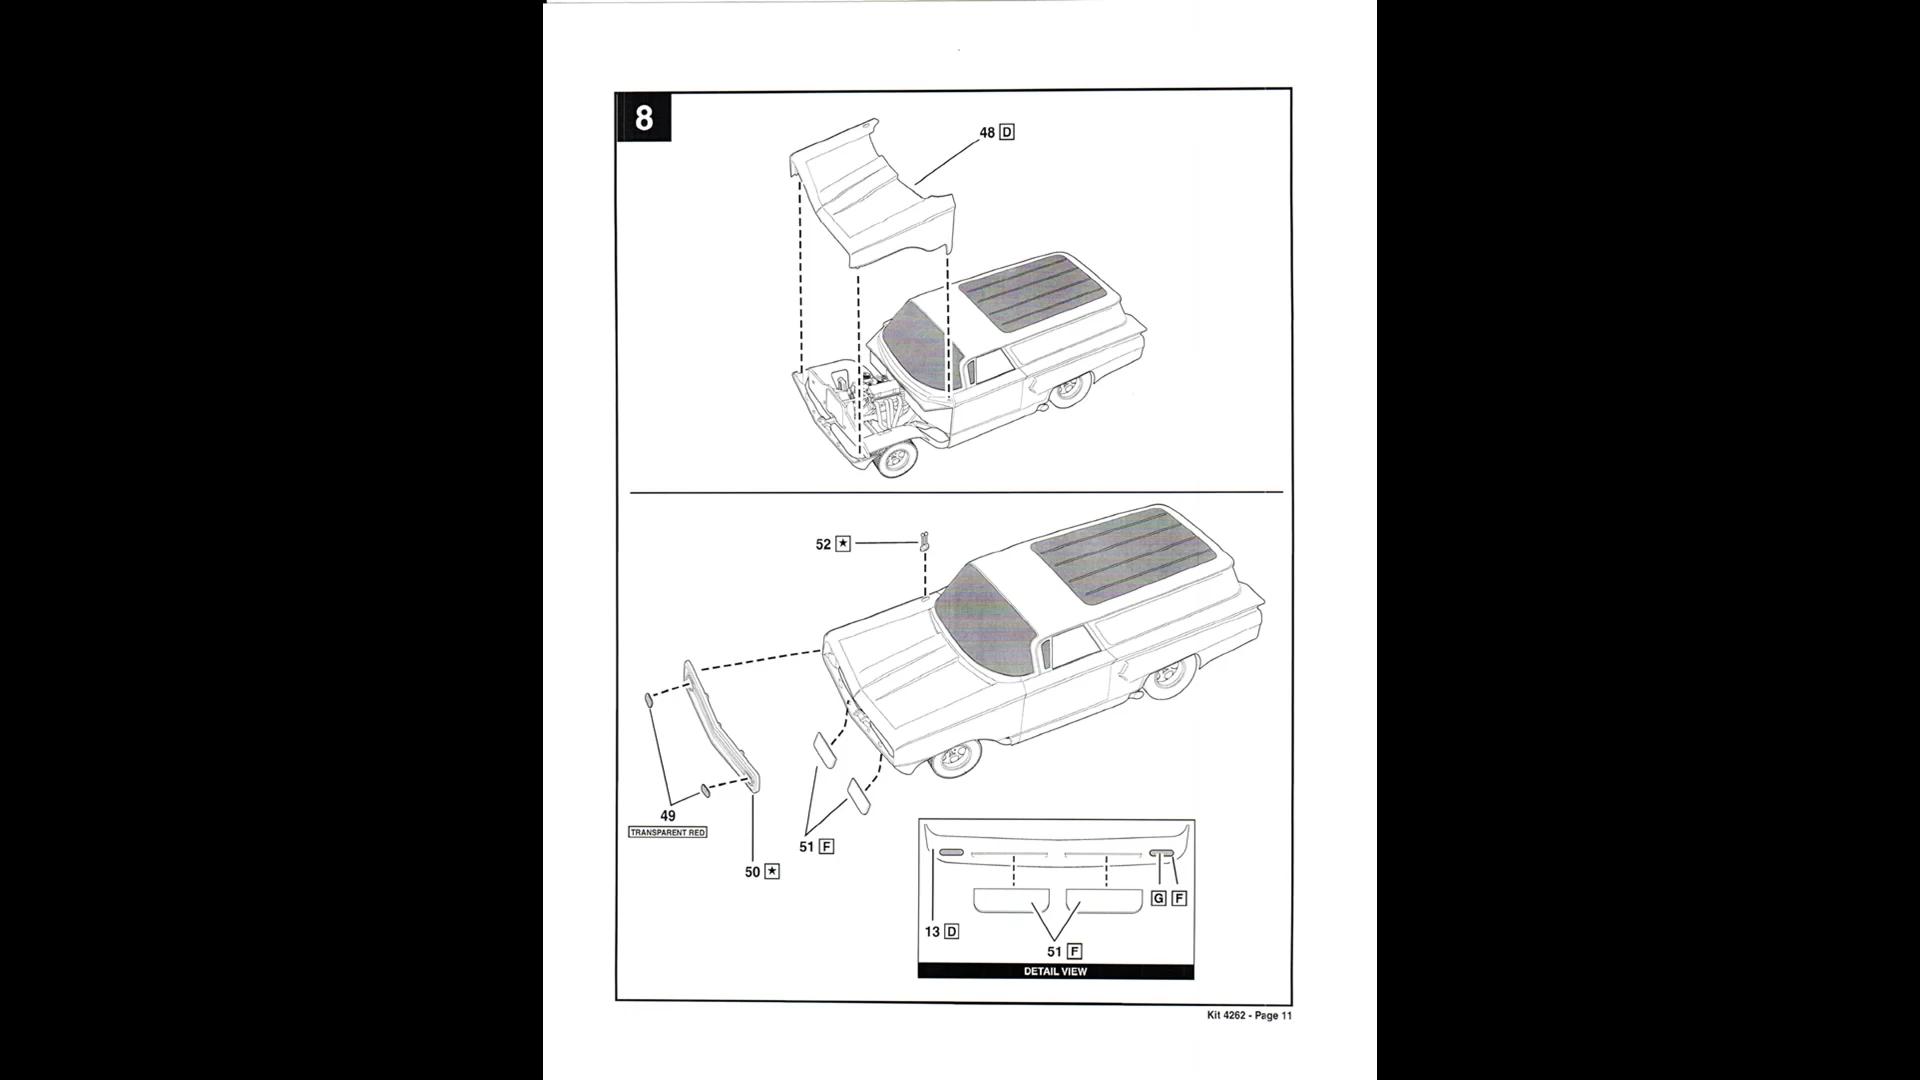 8
48 D
52 ★
49
TRANSPARENT RED
51 F
50 ★
G F
13 D
51 F
DETAIL VIEW
Kit 4262 - Page 11